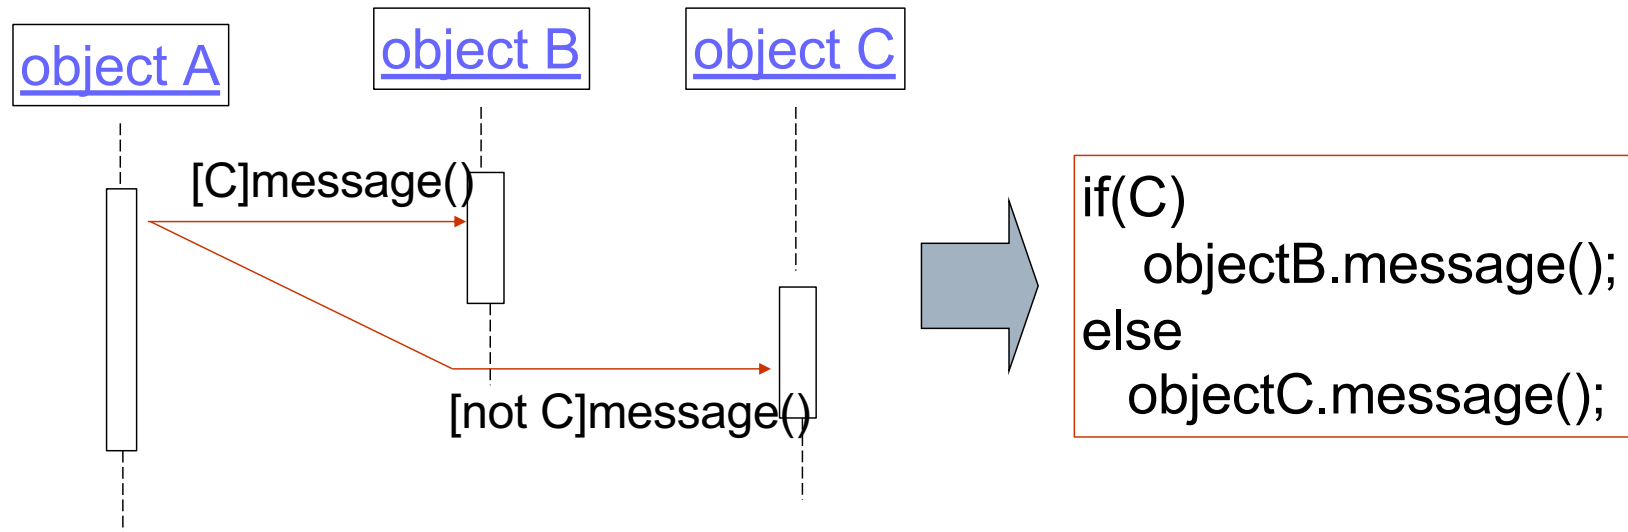 object A
object B
object C
[C]message()
[not C]message()
if(C)
objectB.message();
else
objectC.message();